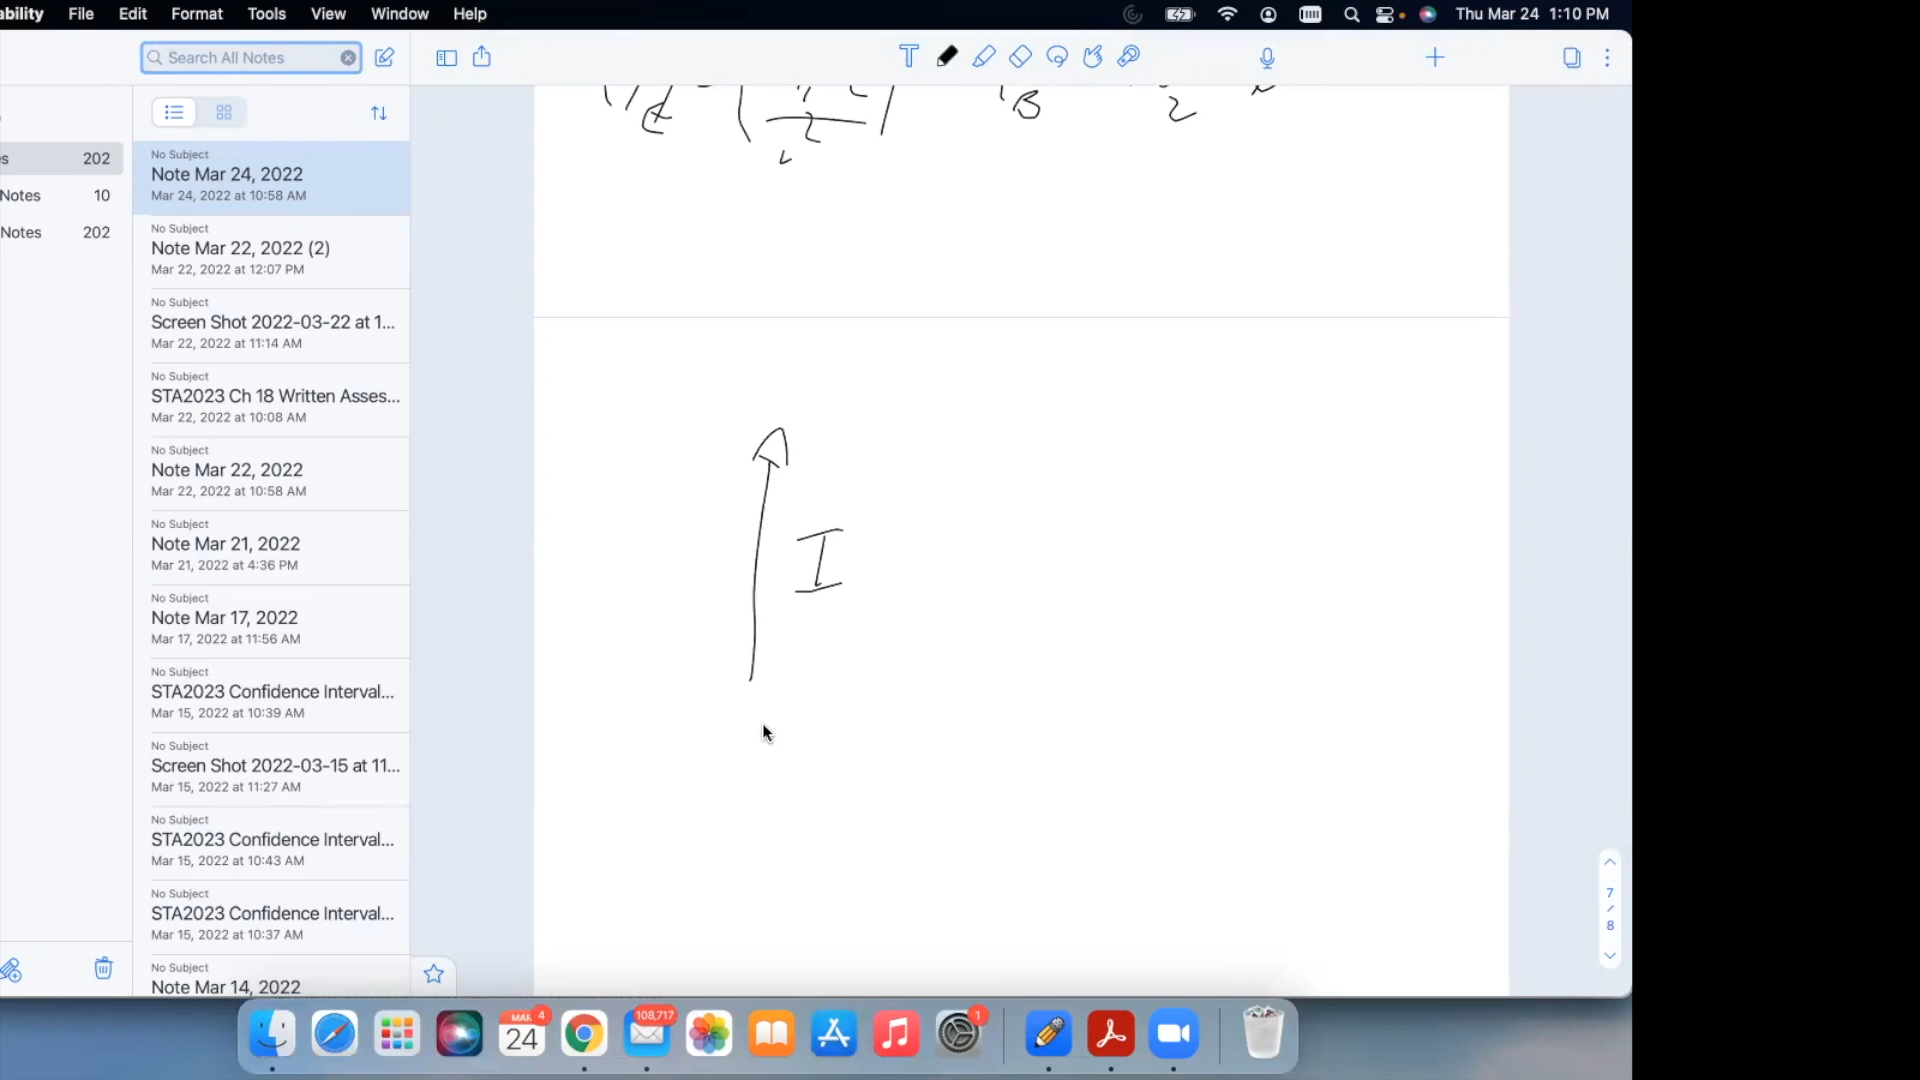 ability File Edit Format Tools View Window Help Thu Mar 24 1:10 PM
Search All Notes
s 202
Notes 10
Notes 202
No Subject
Note Mar 24, 2022
Mar 24, 2022 at 10:58 AM
No Subject
Note Mar 22, 2022 (2)
Mar 22, 2022 at 12:07 PM
No Subject
Screen Shot 2022-03-22 at 1...
Mar 22, 2022 at 11:14 AM
No Subject
STA2023 Ch 18 Written Asses...
Mar 22, 2022 at 10:08 AM
No Subject
Note Mar 22, 2022
Mar 22, 2022 at 10:58 AM
No Subject
Note Mar 21, 2022
Mar 21, 2022 at 4:36 PM
No Subject
Note Mar 17, 2022
Mar 17, 2022 at 11:56 AM
No Subject
STA2023 Confidence Interval...
Mar 15, 2022 at 10:39 AM
No Subject
Screen Shot 2022-03-15 at 11...
Mar 15, 2022 at 11:27 AM
No Subject
STA2023 Confidence Interval...
Mar 15, 2022 at 10:43 AM
No Subject
STA2023 Confidence Interval...
Mar 15, 2022 at 10:37 AM
No Subject
Note Mar 14, 2022
I
7
/
8
MAR 4
24
108,717
1